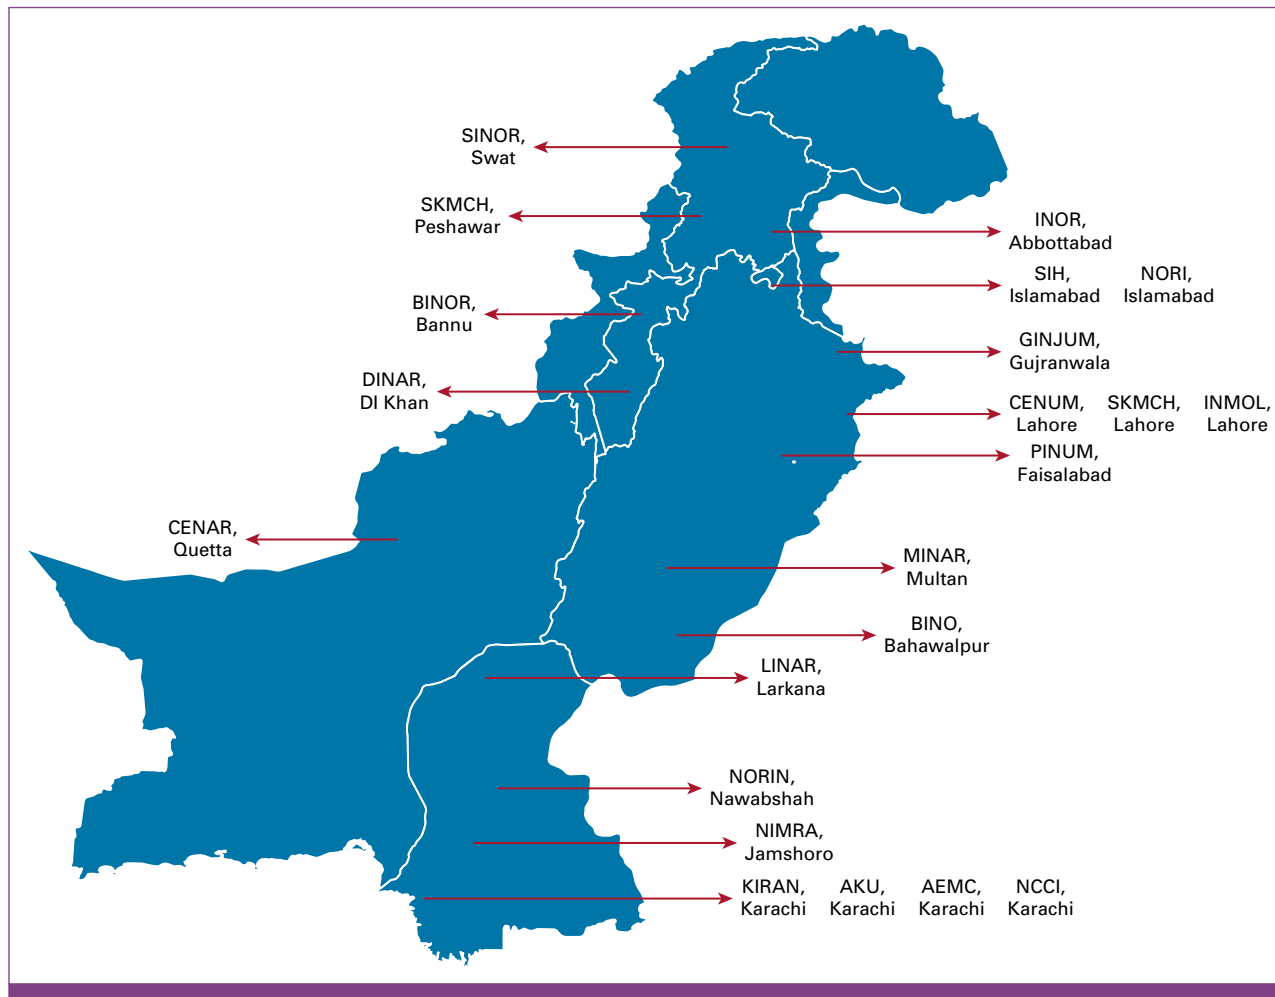 SINOR,
Swat
SKMCH,
Peshawar
INOR,
Abbottabad
SIH,
Islamabad
NORI,
Islamabad
BINOR,
Bannu
GINJUM,
Gujranwala
DINAR,
DI Khan
CENUM,
Lahore
SKMCH,
Lahore
INMOL,
Lahore
PINUM,
Faisalabad
CENAR,
Quetta
MINAR,
Multan
BINO,
Bahawalpur
LINAR,
Larkana
NORIN,
Nawabshah
NIMRA,
Jamshoro
KIRAN,
Karachi
AKU,
Karachi
AEMC,
Karachi
NCCI,
Karachi